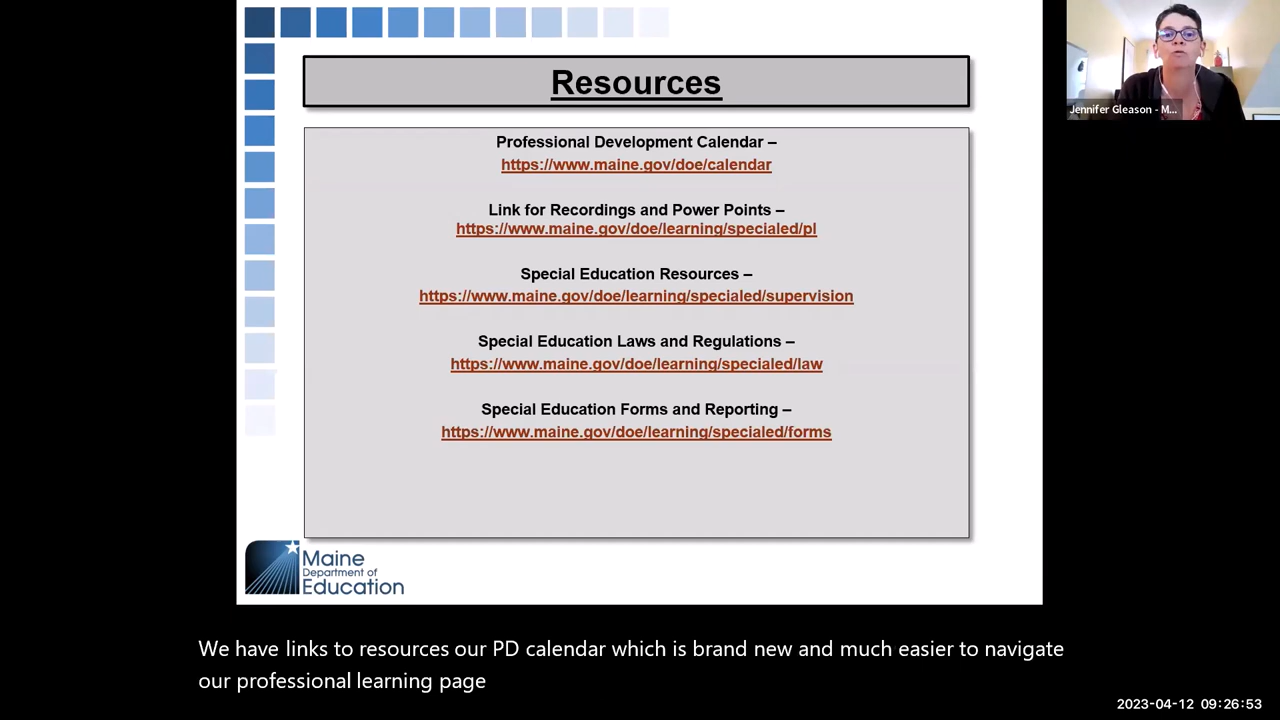 Resources
Professional Development Calendar –
https://www.maine.gov/doe/calendar
Link for Recordings and Power Points –
https://www.maine.gov/doe/learning/specialed/pl
Special Education Resources –
https://www.maine.gov/doe/learning/specialed/supervision
Special Education Laws and Regulations –
https://www.maine.gov/doe/learning/specialed/law
Special Education Forms and Reporting –
https://www.maine.gov/doe/learning/specialed/forms
Maine
Department of
Education
Jennifer Gleason - M...
We have links to resources our PD calendar which is brand new and much easier to navigate
our professional learning page
2023-04-12 09:26:53